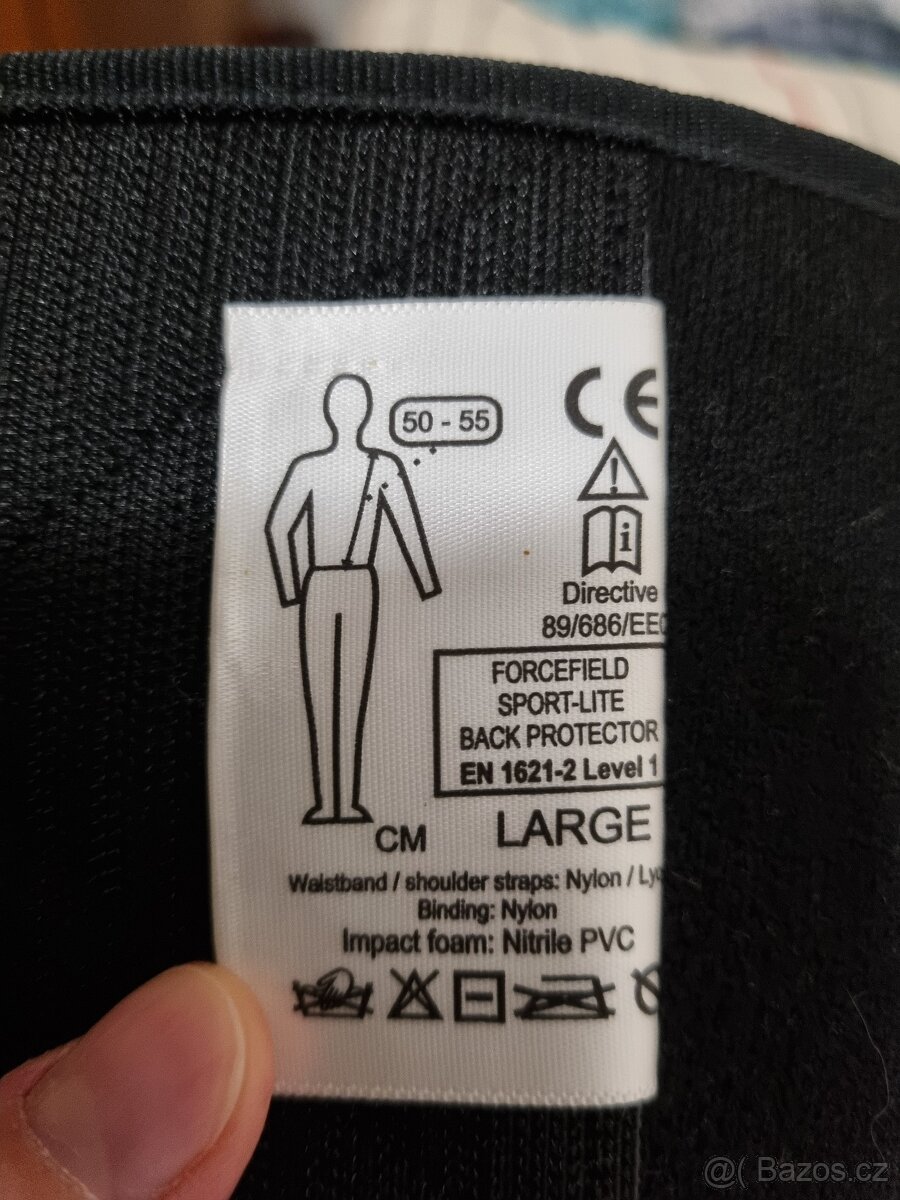 50 - 55
CE
Directive
89/686/EEC
FORCEFIELD
SPORT-LITE
BACK PROTECTOR
EN 1621-2 Level 1
CM
LARGE
Waistband / shoulder straps: Nylon / Lyc
Binding: Nylon
Impact foam: Nitrile PVC
@( Bazos.cz